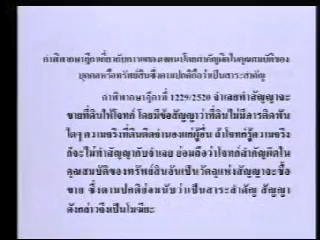 คำพิพากษาฎีกาเกี่ยวกับการแสดงเจตนาโดยสำคัญผิดในคุณสมบัติของ
บุคคลหรือทรัพย์สินซึ่งตามปกติถือว่าเป็นสาระสำคัญ
คำพิพากษาฎีกาที่ 1229/2520 จำเลยทำสัญญาจะ
ขายที่ดินให้โจทก์ โดยมีข้อสัญญาว่าที่ดินไม่มีภารติดพัน
ใดๆ ความจริงที่ดินติดจำนองแก่ผู้อื่น ถ้าโจทก์รู้ความจริง
ก็จะไม่ทำสัญญากับจำเลย ย่อมถือว่าโจทก์สำคัญผิดใน
คุณสมบัติของทรัพย์สินอันเป็นวัตถุแห่งสัญญาจะซื้อ
ขาย ซึ่งตามปกติย่อมนับว่าเป็นสาระสำคัญ สัญญา
ดังกล่าวจึงเป็นโมฆียะ